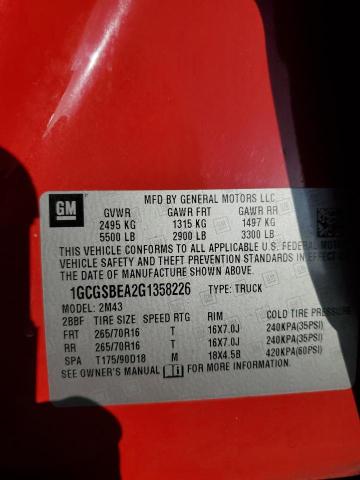 GM
MFD BY GENERAL MOTORS LLC
GVWR GAWR FRT GAWR RR
2495 KG 1315 KG 1497 KG
5500 LB 2900 LB 3300 LB
THIS VEHICLE CONFORMS TO ALL APPLICABLE U.S. FEDERAL MOTOR
VEHICLE SAFETY AND THEFT PREVENTION STANDARDS IN EFFECT
THE DATE OF MANUFACTURE SHOWN ABOVE.
1GCGSBEA2G1358226 TYPE: TRUCK
MODEL: 2M43
2BBF TIRE SIZE SPEED RTG RIM COLD TIRE PRESSURE
FRT 265/70R16 T 16X7.0J 240KPA(35PSI)
RR 265/70R16 T 16X7.0J 240KPA(35PSI)
SPA T175/90D18 M 18X4.5B 420KPA(60PSI)
SEE OWNER'S MANUAL FOR MORE INFORMATION.